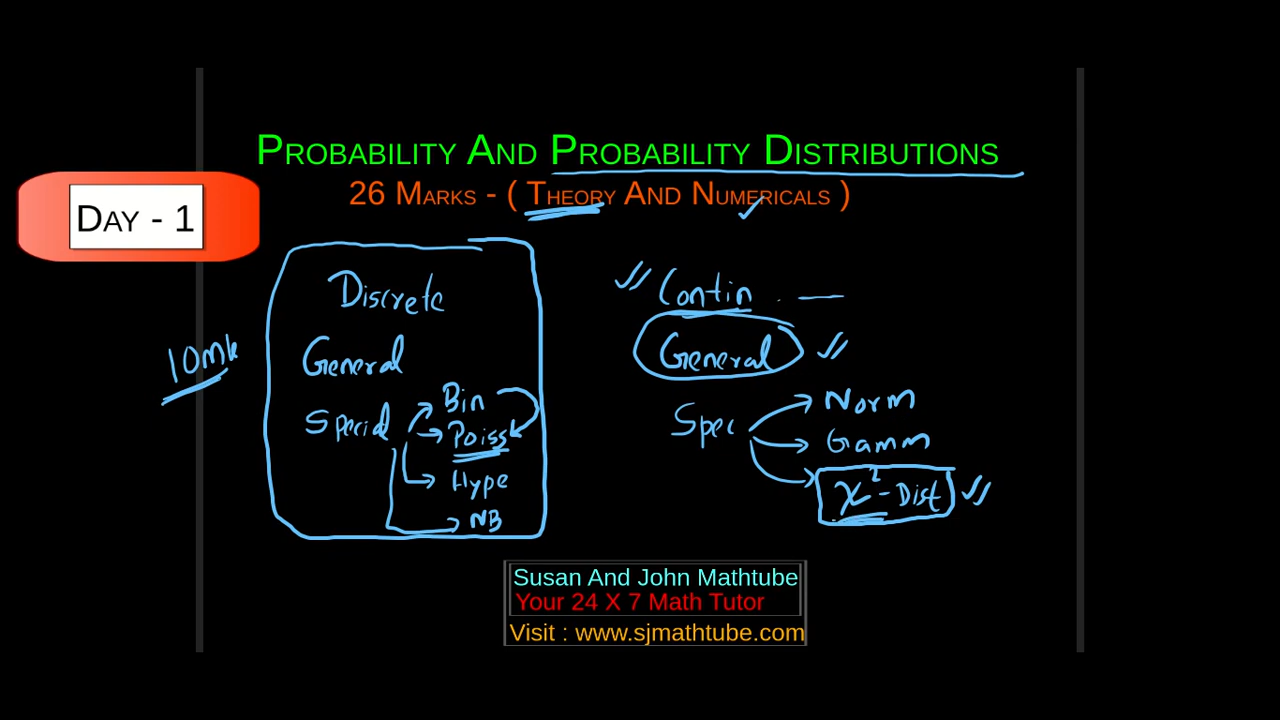 Probability And Probability Distributions
26 Marks - ( Theory And Numericals )
Day - 1
Discrete
General
Special
Bin
Poiss
Hype
NB
10Mk
Contin.
General
Spec
Norm
Gamm
χ² - Dist
Susan And John Mathtube
Your 24 X 7 Math Tutor
Visit : www.sjmathtube.com